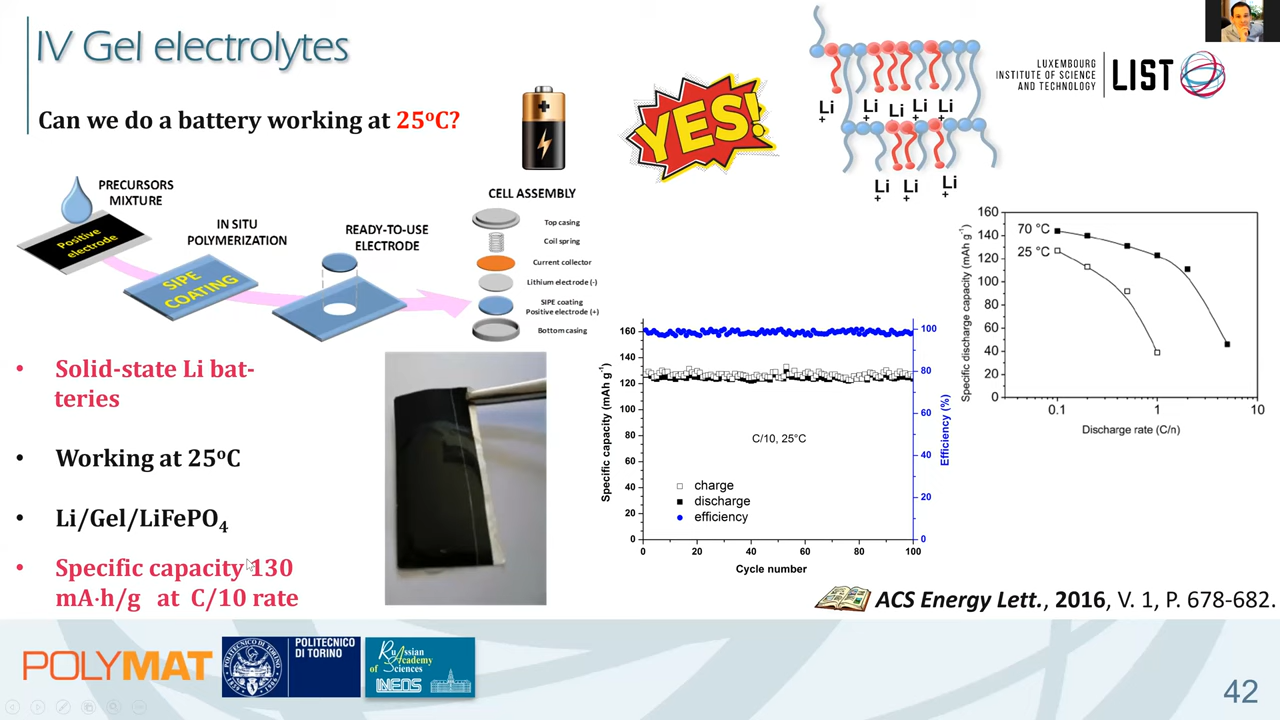 IV Gel electrolytes
Can we do a battery working at 25ºC?
YES!
Li
+
Li
+
Li
Li
+
Li
+
Li
+
Li
+
Li
+
LUXEMBOURG
INSTITUTE OF SCIENCE
AND TECHNOLOGY
LIST
PRECURSORS
MIXTURE
Positive
electrode
IN SITU
POLYMERIZATION
SIPE
COATING
READY-TO-USE
ELECTRODE
CELL ASSEMBLY
Top casing
Coil spring
Current collector
Lithium electrode (-)
SIPE coating
Positive electrode (+)
Bottom casing
• Solid-state Li bat-
teries
• Working at 25ºC
• Li/Gel/LiFePO4
• Specific capacity 130
mA·h/g at C/10 rate
Specific capacity (mAh g⁻¹)
160
140
120
100
80
60
40
20
0
0 20 40 60 80 100
Cycle number
C/10, 25°C
charge
discharge
efficiency
100
80
60
40
20
0
Efficiency (%)
Specific discharge capacity (mAh g⁻¹)
160
140
120
100
80
60
40
20
0
70 °C
25 °C
0.1 1 10
Discharge rate (C/n)
ACS Energy Lett., 2016, V. 1, P. 678-682.
POLYMAT
POLITECNICO
DI TORINO
RuAssian
Academy
of Sciences
INEOS
42